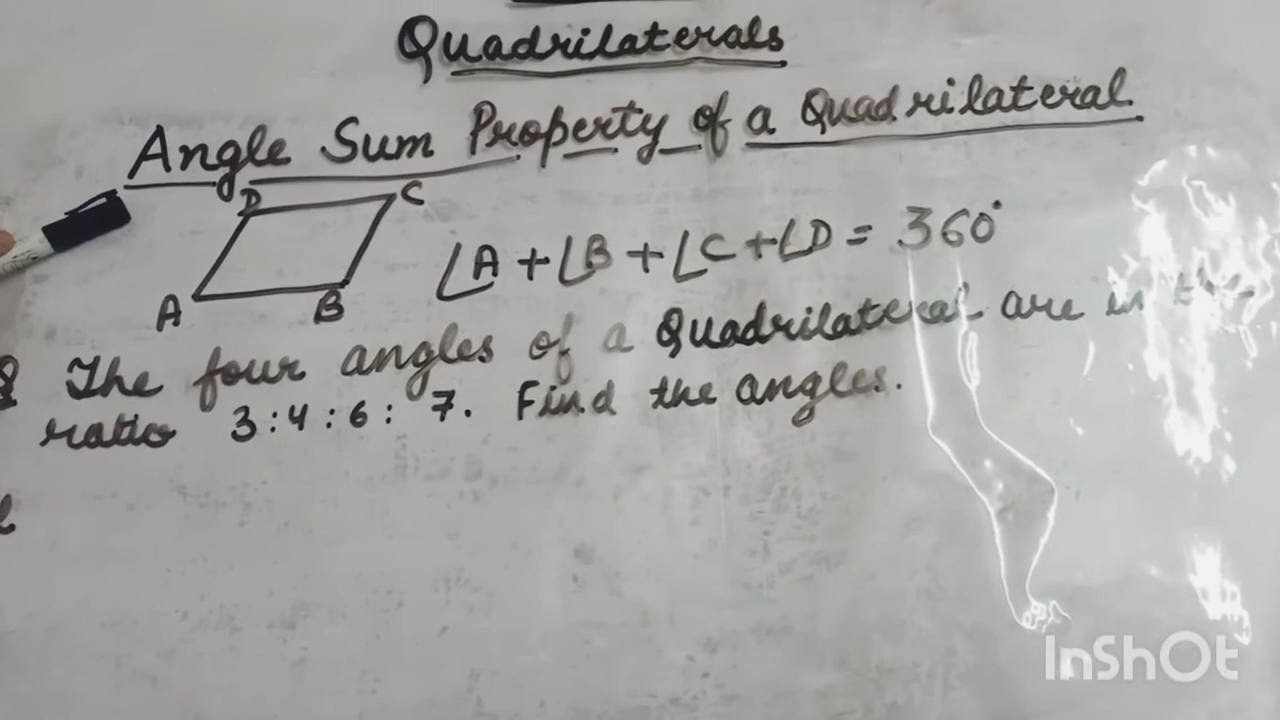 Quadrilaterals
Angle Sum Property of a Quadrilateral
D C
∠A + ∠B + ∠C + ∠D = 360°
A B
Q The four angles of a Quadrilateral are in the
ratio 3 : 4 : 6 : 7. Find the angles.
InShOt